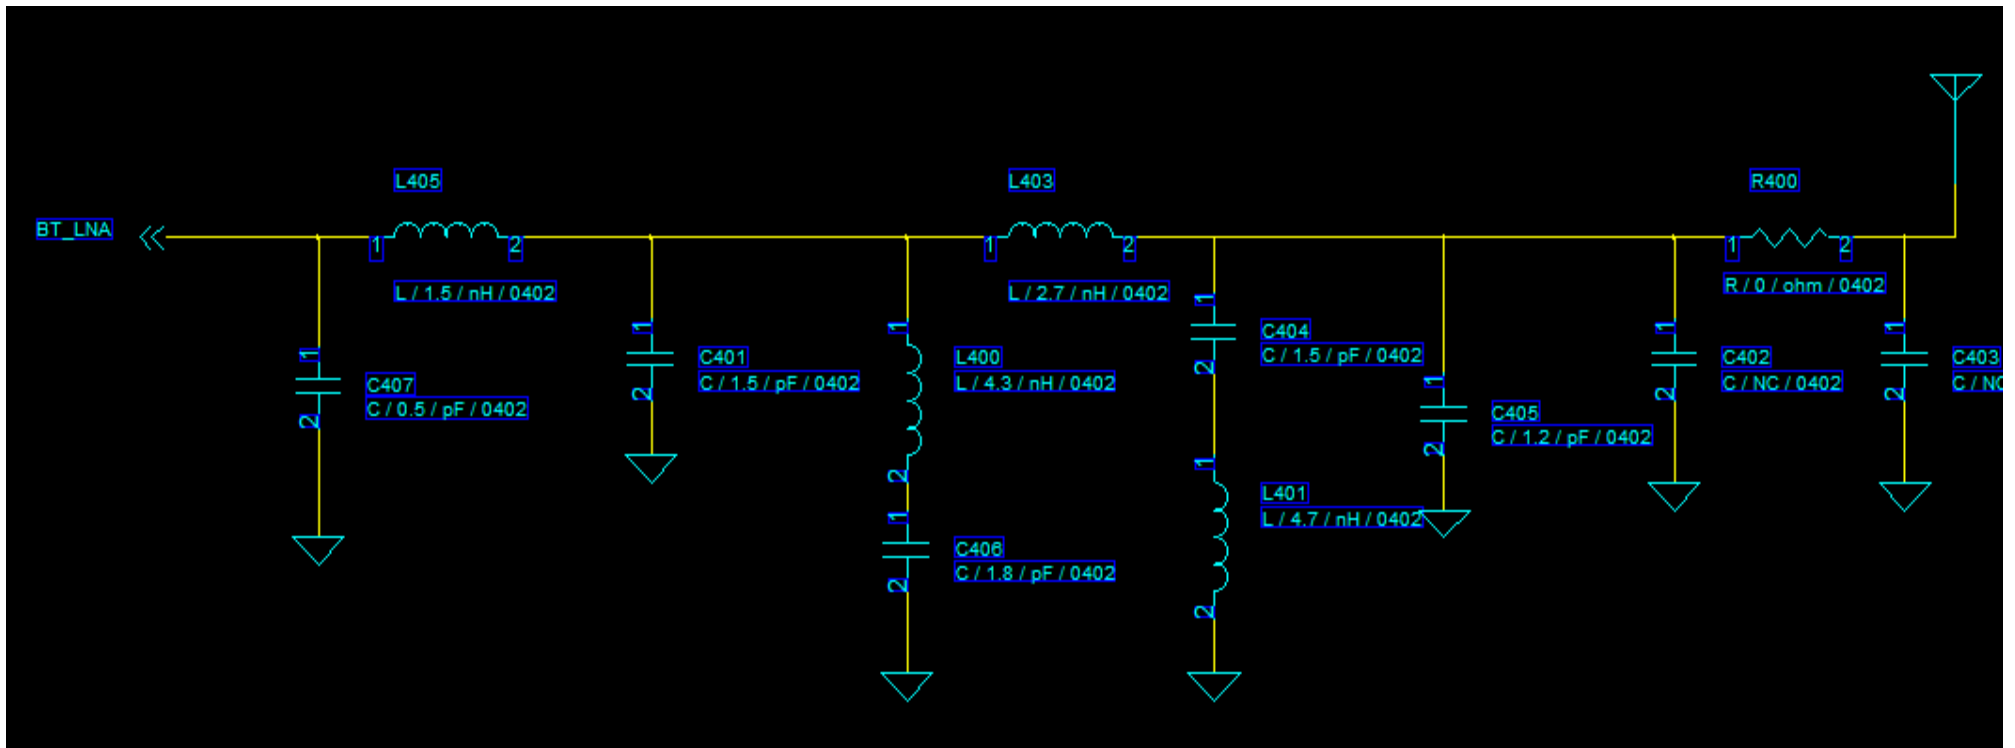 L405
L403
R400
BT_LNA
1
2
1
2
1
2
L / 1.5 / nH / 0402
L / 2.7 / nH / 0402
R / 0 / ohm / 0402
1
C407
C / 0.5 / pF / 0402
2
1
C401
C / 1.5 / pF / 0402
2
1
L400
L / 4.3 / nH / 0402
2
1
C406
C / 1.8 / pF / 0402
2
1
C404
C / 1.5 / pF / 0402
2
1
L401
L / 4.7 / nH / 0402
2
1
C405
C / 1.2 / pF / 0402
2
1
C402
C / NC / 0402
2
1
C403
C / NC
2